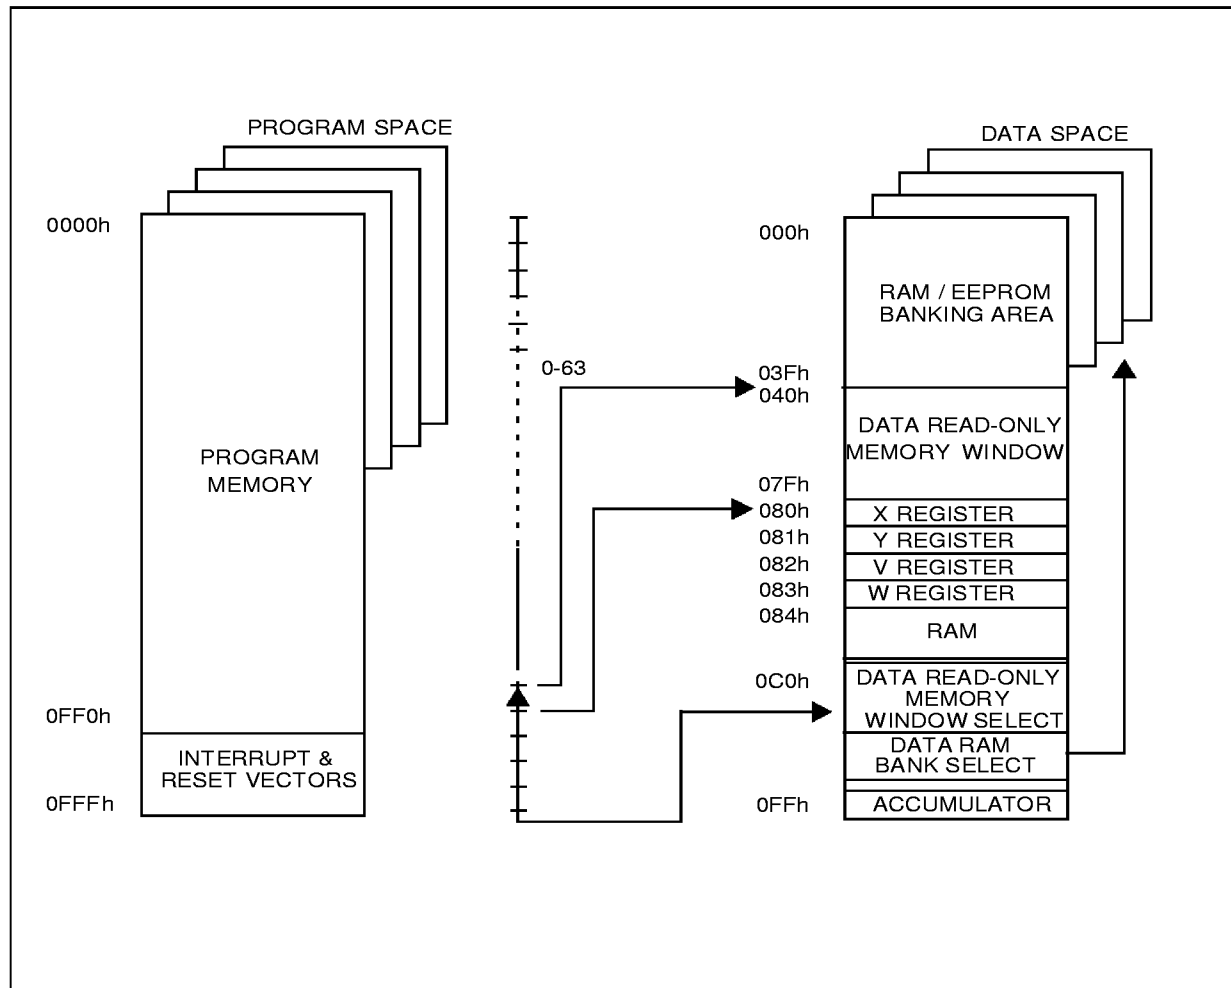 PROGRAM SPACE
0000h
PROGRAM
MEMORY
0FF0h
INTERRUPT &
RESET VECTORS
0FFFh
0-63
DATA SPACE
000h
RAM / EEPROM
BANKING AREA
03Fh
040h
DATA READ-ONLY
MEMORY WINDOW
07Fh
080h
X REGISTER
081h
Y REGISTER
082h
V REGISTER
083h
W REGISTER
084h
RAM
0C0h
DATA READ-ONLY
MEMORY
WINDOW SELECT
DATA RAM
BANK SELECT
0FFh
ACCUMULATOR